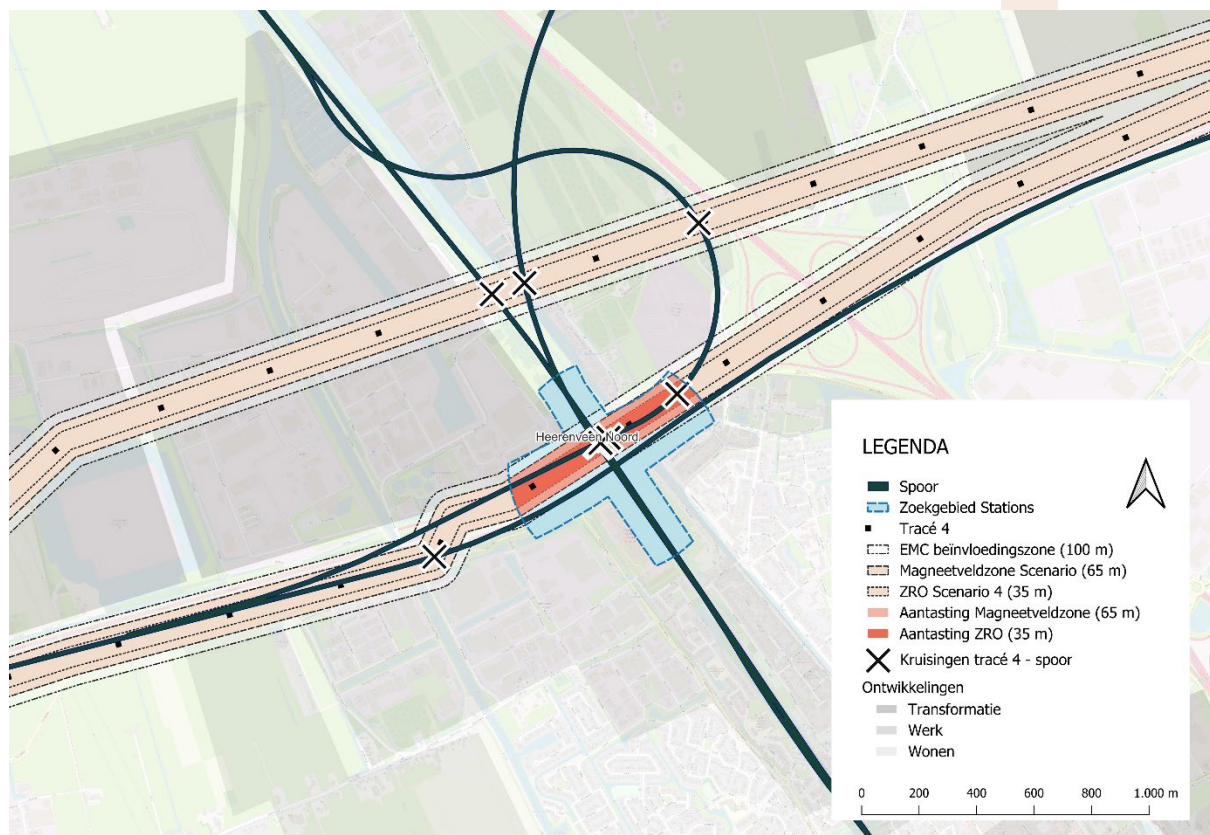 Heerenveen Noord
LEGENDA
Spoor
Zoekgebied Stations
Tracé 4
EMC beïnvloedingszone (100 m)
Magneetveldzone Scenario (65 m)
ZRO Scenario 4 (35 m)
Aantasting Magneetveldzone (65 m)
Aantasting ZRO (35 m)
Kruisingen tracé 4 - spoor
Ontwikkelingen
Transformatie
Werk
Wonen
0 200 400 600 800 1.000 m